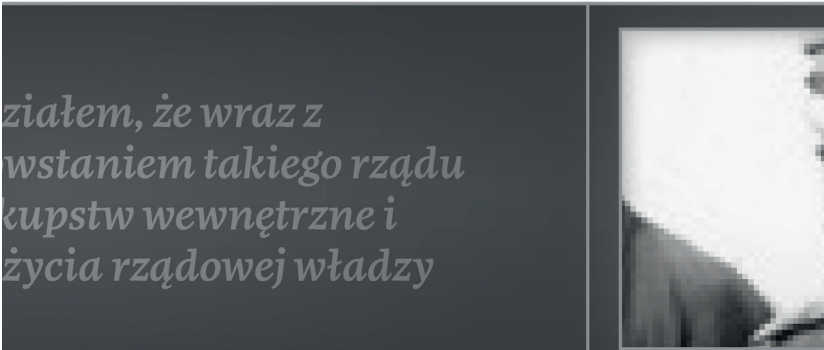 ziałem, że wraz z
wstaniem takiego rządu
kupstw wewnętrzne i
życia rządowej władzy